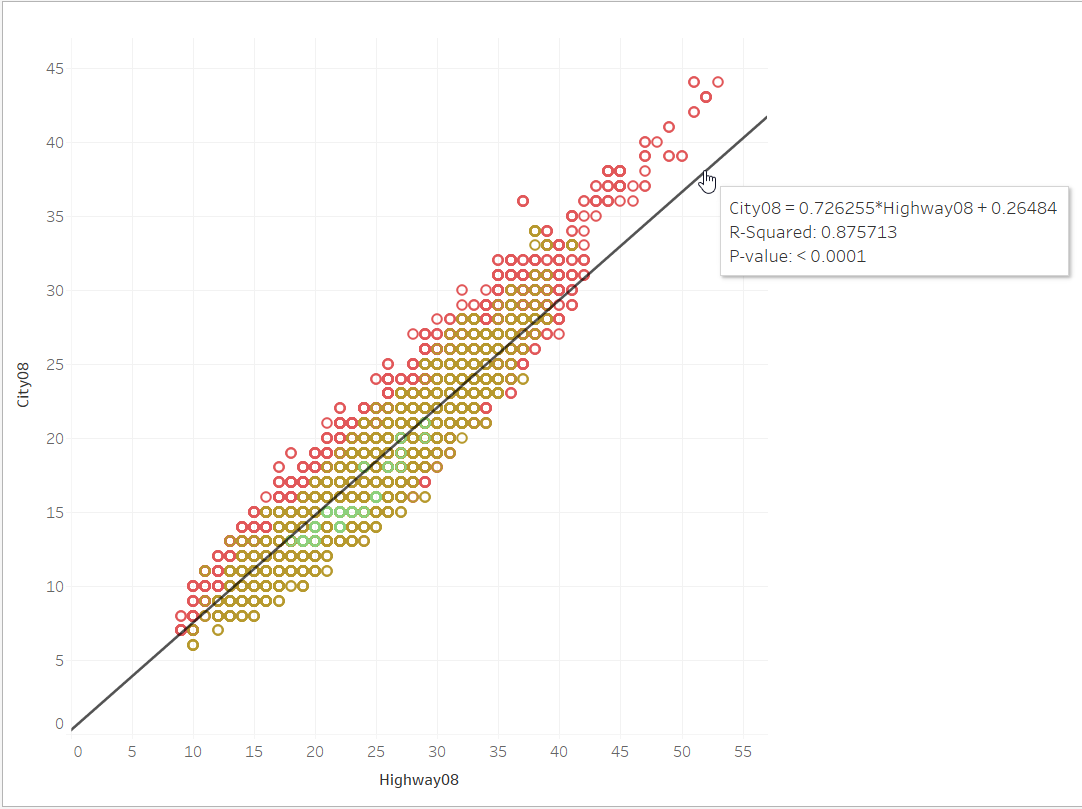 45
40
35
30
25
20
15
10
5
0
City08
City08 = 0.726255*Highway08 + 0.26484
R-Squared: 0.875713
P-value: < 0.0001
0 5 10 15 20 25 30 35 40 45 50 55
Highway08